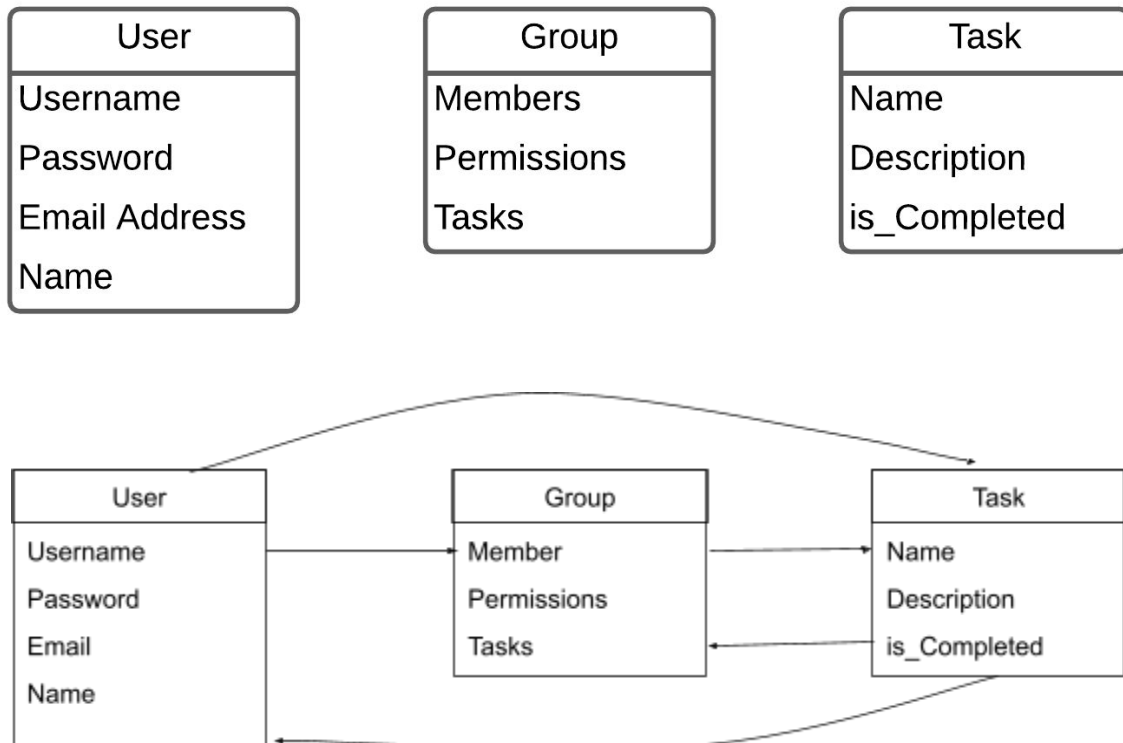 User
Username
Password
Email Address
Name
Group
Members
Permissions
Tasks
Task
Name
Description
is_Completed
User
Username
Password
Email
Name
Group
Member
Permissions
Tasks
Task
Name
Description
is_Completed